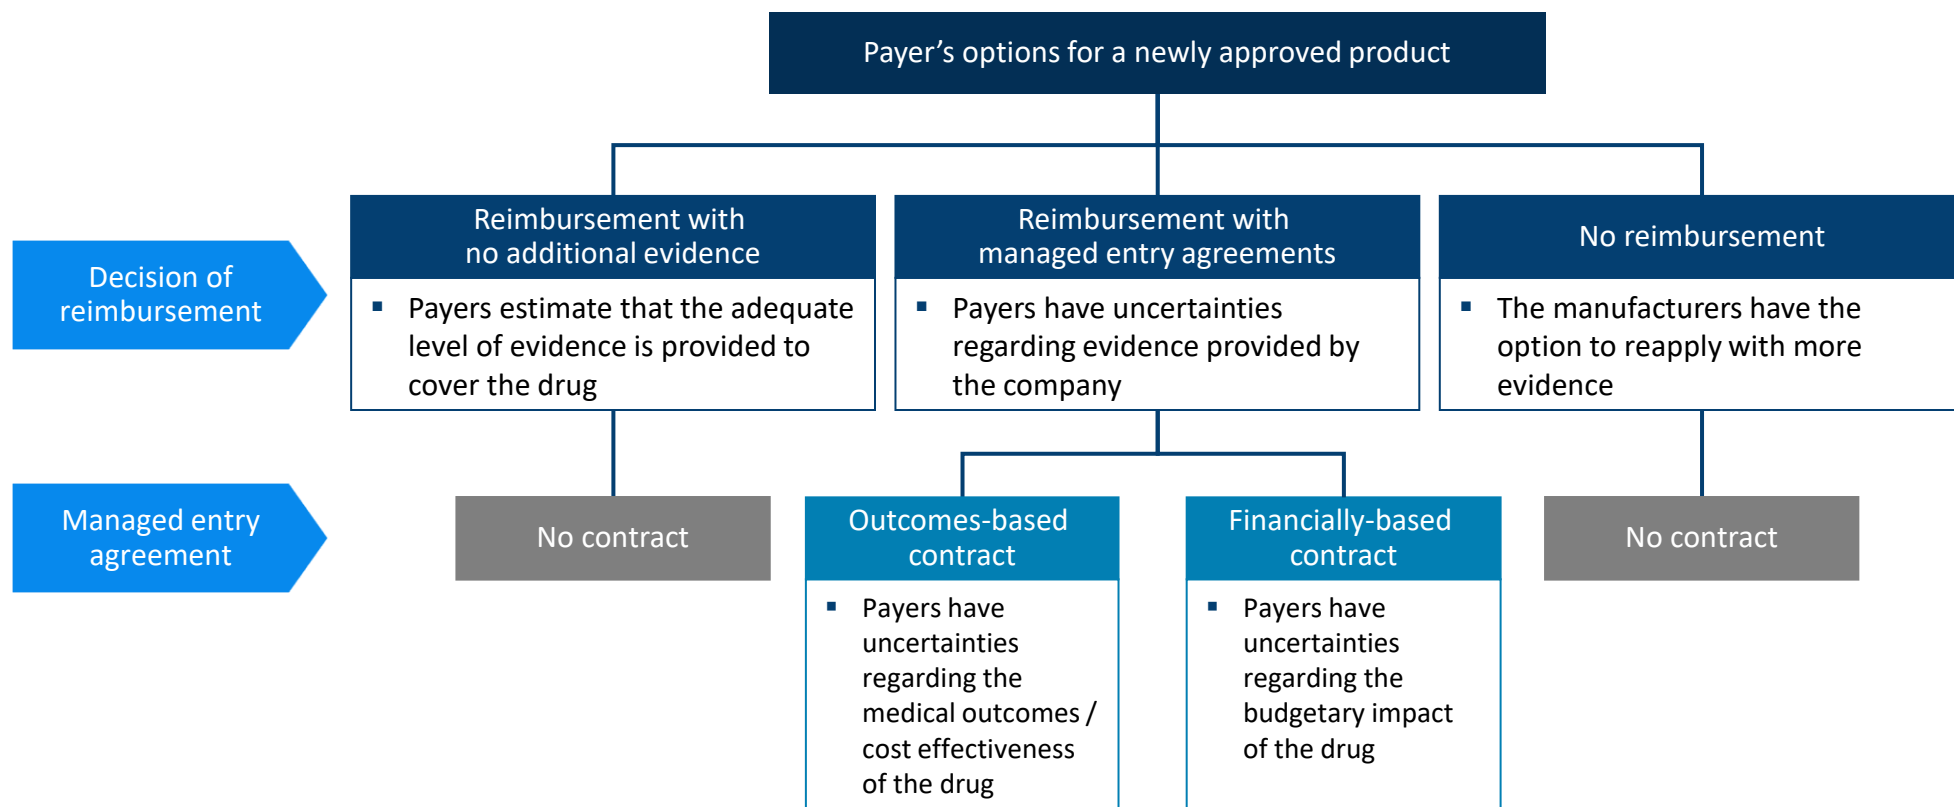 Payer’s options for a newly approved product
Decision of
reimbursement
Reimbursement with
no additional evidence
▪ Payers estimate that the adequate
level of evidence is provided to
cover the drug
Reimbursement with
managed entry agreements
▪ Payers have uncertainties
regarding evidence provided by
the company
No reimbursement
▪ The manufacturers have the
option to reapply with more
evidence
Managed entry
agreement
No contract
Outcomes-based
contract
▪ Payers have
uncertainties
regarding the
medical outcomes /
cost effectiveness
of the drug
Financially-based
contract
▪ Payers have
uncertainties
regarding the
budgetary impact
of the drug
No contract